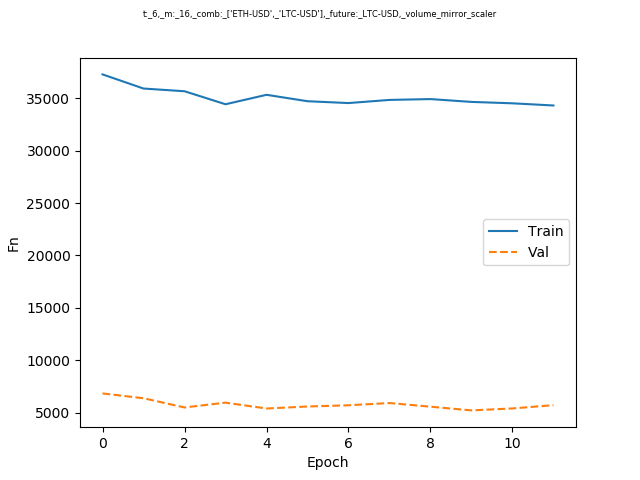 t:_6,_m:_16,_comb:_['ETH-USD',_'LTC-USD'],_future:_LTC-USD,_volume_mirror_scaler
35000
30000
25000
20000
15000
10000
5000
Fn
Train
Val
0 2 4 6 8 10
Epoch